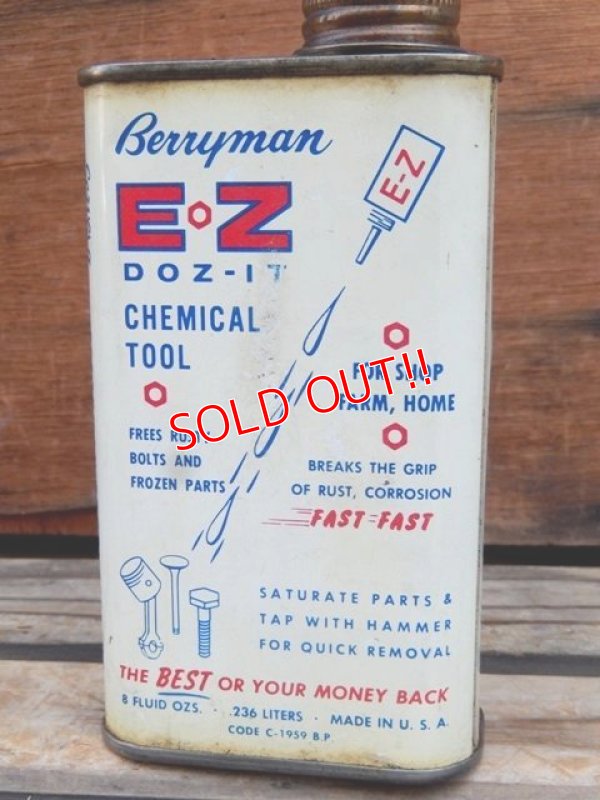 Berryman
E-Z
E Z
DOZ-IT
CHEMICAL
TOOL
FOR SHOP
FARM, HOME
SOLD OUT!!
FREES
BOLTS AND
FROZEN PARTS
BREAKS THE GRIP
OF RUST, CORROSION
FAST-FAST
SATURATE PARTS &
TAP WITH HAMMER
FOR QUICK REMOVAL
THE BEST OR YOUR MONEY BACK
8 FLUID OZS. · .236 LITERS · MADE IN U. S. A.
CODE C-1959 B.P.